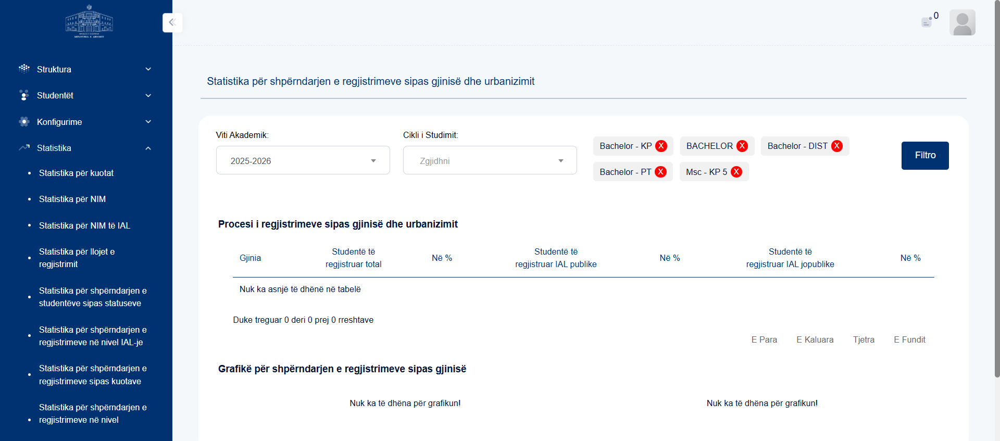 MINISTRIA E ARSIMIT
0
Struktura
Studentët
Konfigurime
Statistika
Statistika për kuotat
Statistika për NIM
Statistika për NIM të IAL
Statistika për llojet e
regjistrimit
Statistika për shpërndarjen e
studentëve sipas statuseve
Statistika për shpërndarjen e
regjistrimeve në nivel IAL-je
Statistika për shpërndarjen e
regjistrimeve sipas kuotave
Statistika për shpërndarjen e
regjistrimeve në nivel
Statistika për shpërndarjen e regjistrimeve sipas gjinisë dhe urbanizimit
Viti Akademik:
2025-2026
Cikli i Studimit:
Zgjidhni
Bachelor - KP X
BACHELOR X
Bachelor - DIST X
Bachelor - PT X
Msc - KP 5 X
Filtro
Procesi i regjistrimeve sipas gjinisë dhe urbanizimit
Gjinia
Studentë të
regjistruar total
Në %
Studentë të
regjistruar IAL publike
Në %
Studentë të
regjistruar IAL jopublike
Në %
Nuk ka asnjë të dhënë në tabelë
Duke treguar 0 deri 0 prej 0 rreshtave
E Para E Kaluara Tjetra E Fundit
Grafikë për shpërndarjen e regjistrimeve sipas gjinisë
Nuk ka të dhëna për grafikun!
Nuk ka të dhëna për grafikun!